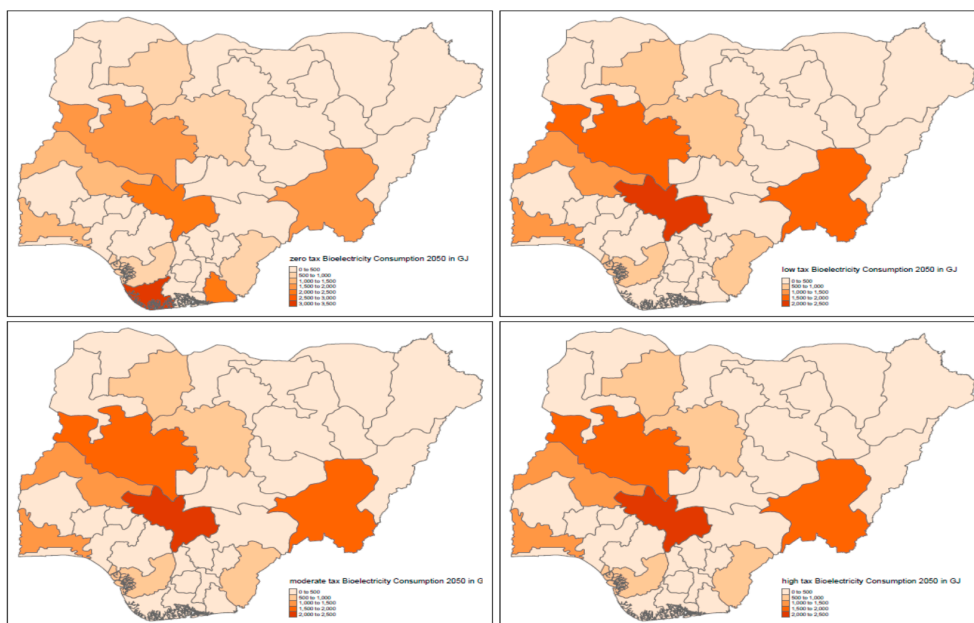 zero tax Bioelectricity Consumption 2050 in GJ
0 to 500
500 to 1,000
1,000 to 1,500
1,500 to 2,000
2,000 to 2,500
2,500 to 3,000
3,000 to 3,500
low tax Bioelectricity Consumption 2050 in GJ
0 to 500
500 to 1,000
1,000 to 1,500
1,500 to 2,000
2,000 to 2,500
moderate tax Bioelectricity Consumption 2050 in G
0 to 500
500 to 1,000
1,000 to 1,500
1,500 to 2,000
2,000 to 2,500
high tax Bioelectricity Consumption 2050 in GJ
0 to 500
500 to 1,000
1,000 to 1,500
1,500 to 2,000
2,000 to 2,500